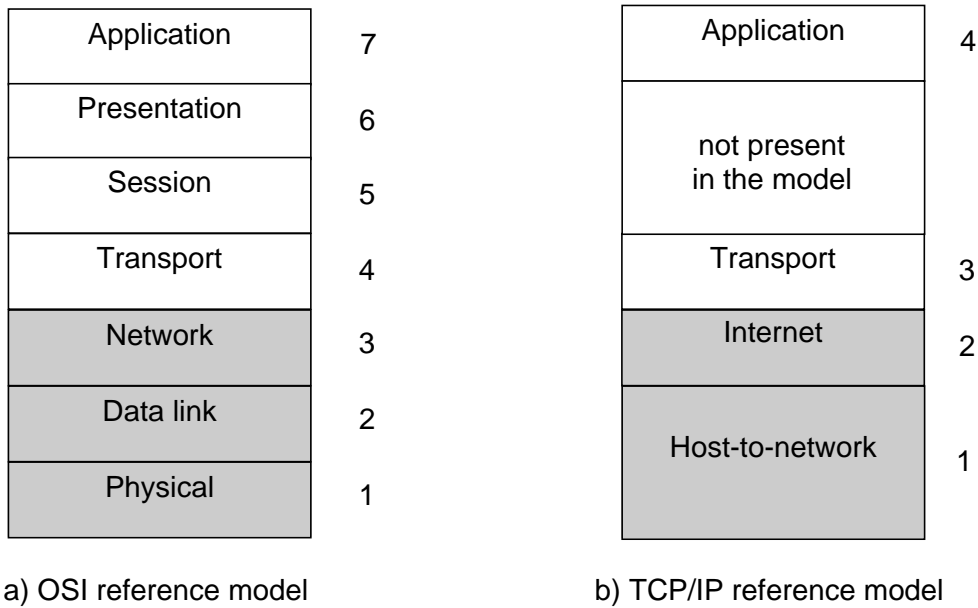 Application
7
Presentation
6
Session
5
Transport
4
Network
3
Data link
2
Physical
1
a) OSI reference model
Application
4
not present
in the model
Transport
3
Internet
2
Host-to-network
1
b) TCP/IP reference model